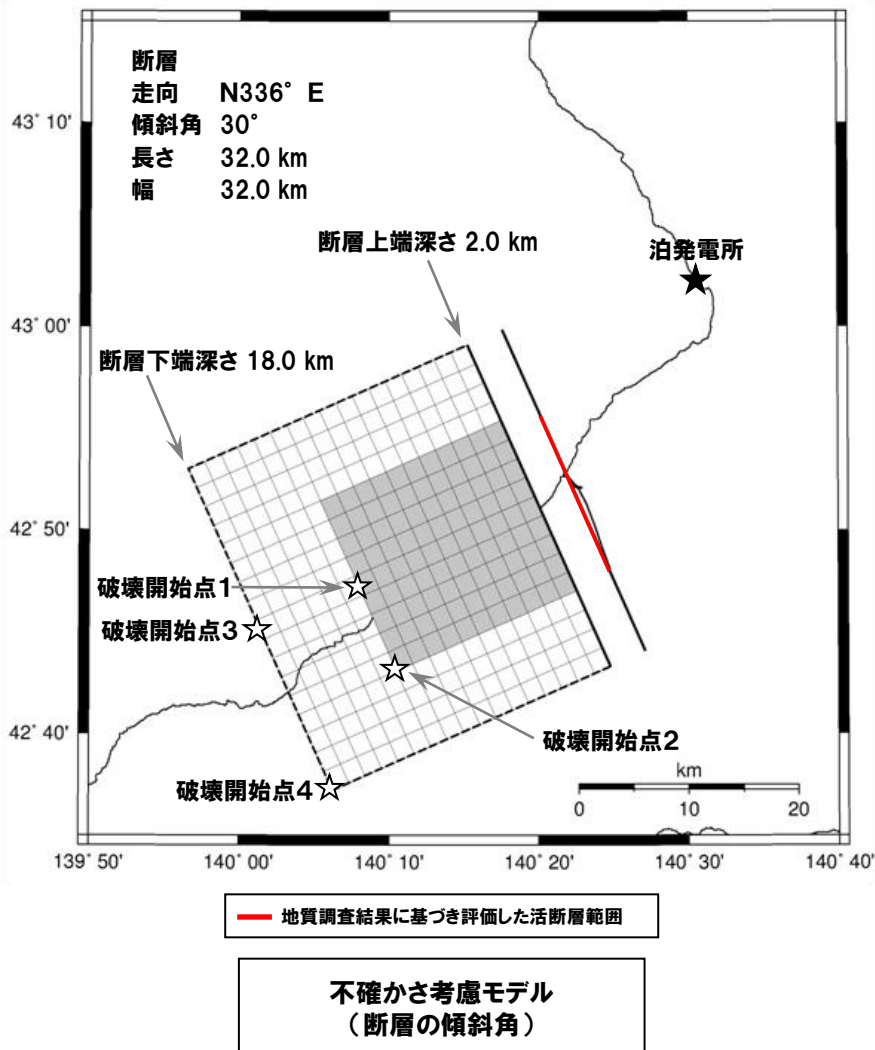 断層
走向 N336° E
傾斜角 30°
長さ 32.0 km
幅 32.0 km
43° 10'
断層上端深さ 2.0 km
泊発電所
43° 00'
断層下端深さ 18.0 km
42° 50'
破壊開始点1
破壊開始点3
42° 40'
破壊開始点2
破壊開始点4
km
0 10 20
139° 50' 140° 00' 140° 10' 140° 20' 140° 30' 140° 40'
地質調査結果に基づき評価した活断層範囲
不確かさ考慮モデル
（断層の傾斜角）